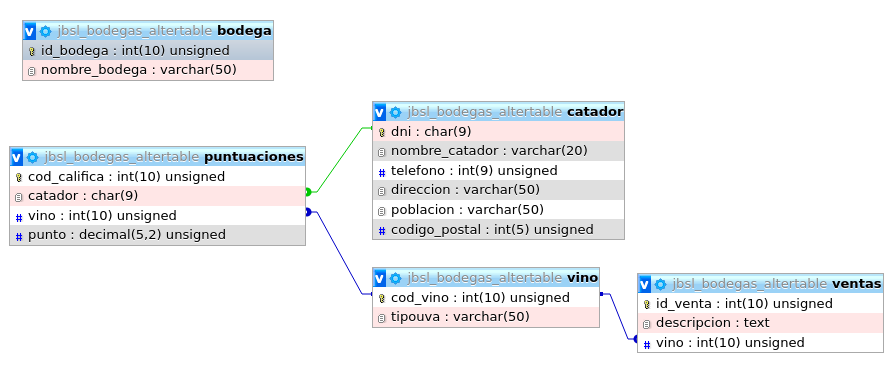 jbsl_bodegas_altertable bodega
id_bodega : int(10) unsigned
nombre_bodega : varchar(50)
jbsl_bodegas_altertable catador
dni : char(9)
nombre_catador : varchar(20)
telefono : int(9) unsigned
direccion : varchar(50)
poblacion : varchar(50)
codigo_postal : int(5) unsigned
jbsl_bodegas_altertable puntuaciones
cod_califica : int(10) unsigned
catador : char(9)
vino : int(10) unsigned
punto : decimal(5,2) unsigned
jbsl_bodegas_altertable vino
cod_vino : int(10) unsigned
tipouva : varchar(50)
jbsl_bodegas_altertable ventas
id_venta : int(10) unsigned
descripcion : text
vino : int(10) unsigned